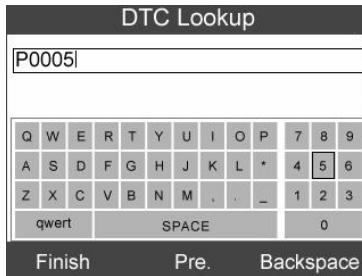 DTC Lookup
P0005
Q W E R T Y U I O P 7 8 9
A S D F G H J K L * 4 5 6
Z X C V B N M , . _ 1 2 3
qwert SPACE 0
Finish Pre. Backspace